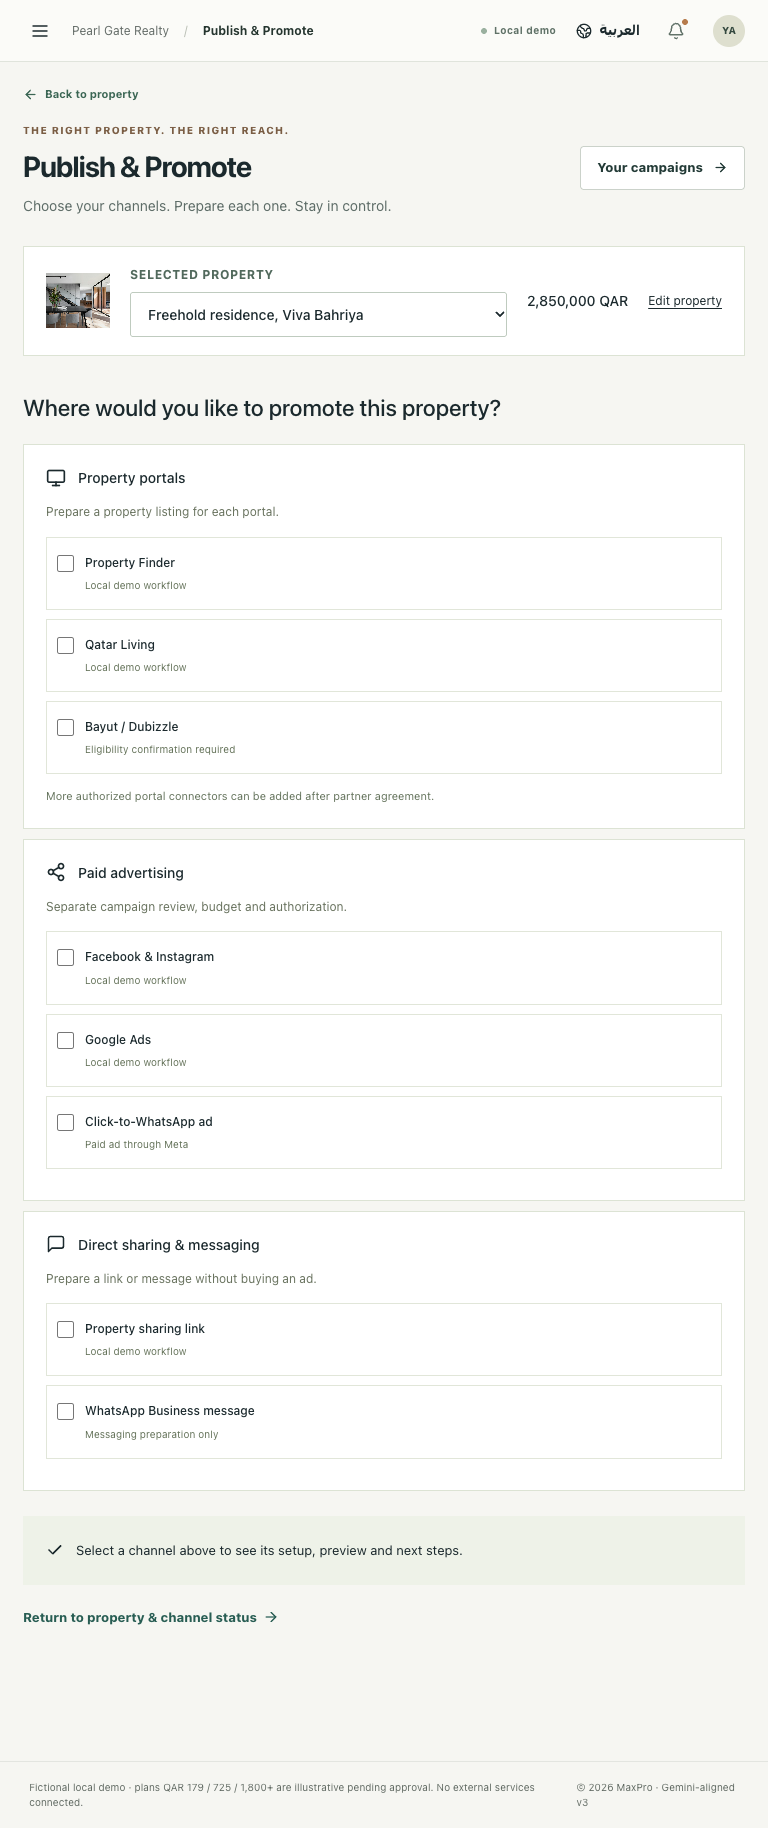 Pearl Gate Realty / Publish & Promote
Local demo
العربية
YA
Back to property
THE RIGHT PROPERTY. THE RIGHT REACH.
Publish & Promote
Your campaigns
Choose your channels. Prepare each one. Stay in control.
SELECTED PROPERTY
Freehold residence, Viva Bahriya
2,850,000 QAR
Edit property
Where would you like to promote this property?
Property portals
Prepare a property listing for each portal.
Property Finder
Local demo workflow
Qatar Living
Local demo workflow
Bayut / Dubizzle
Eligibility confirmation required
More authorized portal connectors can be added after partner agreement.
Paid advertising
Separate campaign review, budget and authorization.
Facebook & Instagram
Local demo workflow
Google Ads
Local demo workflow
Click-to-WhatsApp ad
Paid ad through Meta
Direct sharing & messaging
Prepare a link or message without buying an ad.
Property sharing link
Local demo workflow
WhatsApp Business message
Messaging preparation only
Select a channel above to see its setup, preview and next steps.
Return to property & channel status
Fictional local demo · plans QAR 179 / 725 / 1,800+ are illustrative pending approval. No external services
connected.
© 2026 MaxPro · Gemini-aligned
v3